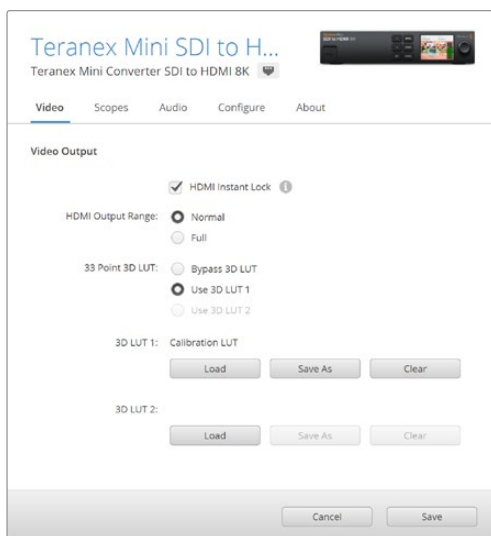 Teranex Mini SDI to H...
Teranex Mini Converter SDI to HDMI 8K
Video Scopes Audio Configure About
Video Output
HDMI Instant Lock
HDMI Output Range: Normal
Full
33 Point 3D LUT: Bypass 3D LUT
Use 3D LUT 1
Use 3D LUT 2
3D LUT 1: Calibration LUT
Load Save As Clear
3D LUT 2:
Load Save As Clear
Cancel Save